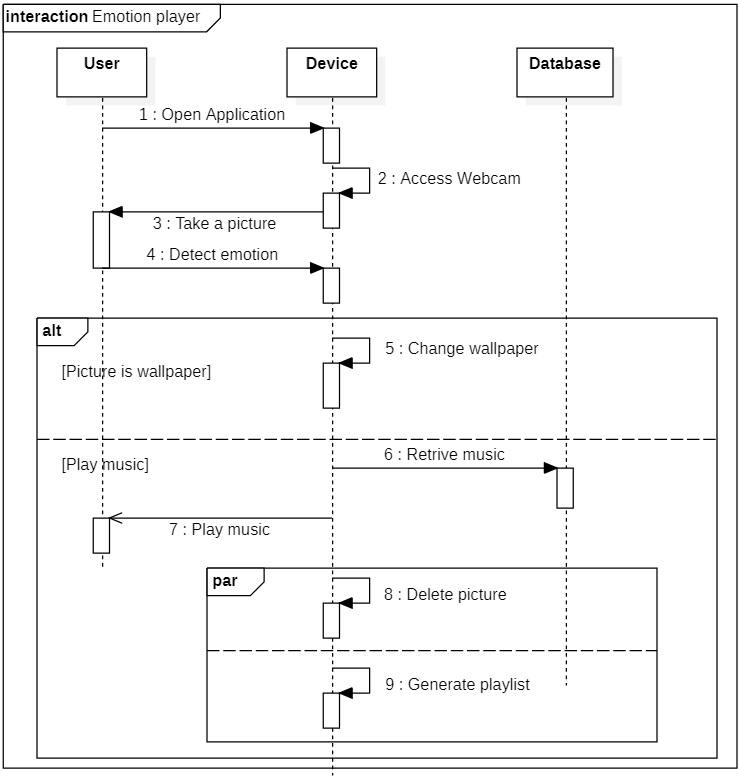 interaction Emotion player
User
Device
Database
1 : Open Application
2 : Access Webcam
3 : Take a picture
4 : Detect emotion
alt
5 : Change wallpaper
[Picture is wallpaper]
6 : Retrive music
[Play music]
7 : Play music
par
8 : Delete picture
9 : Generate playlist